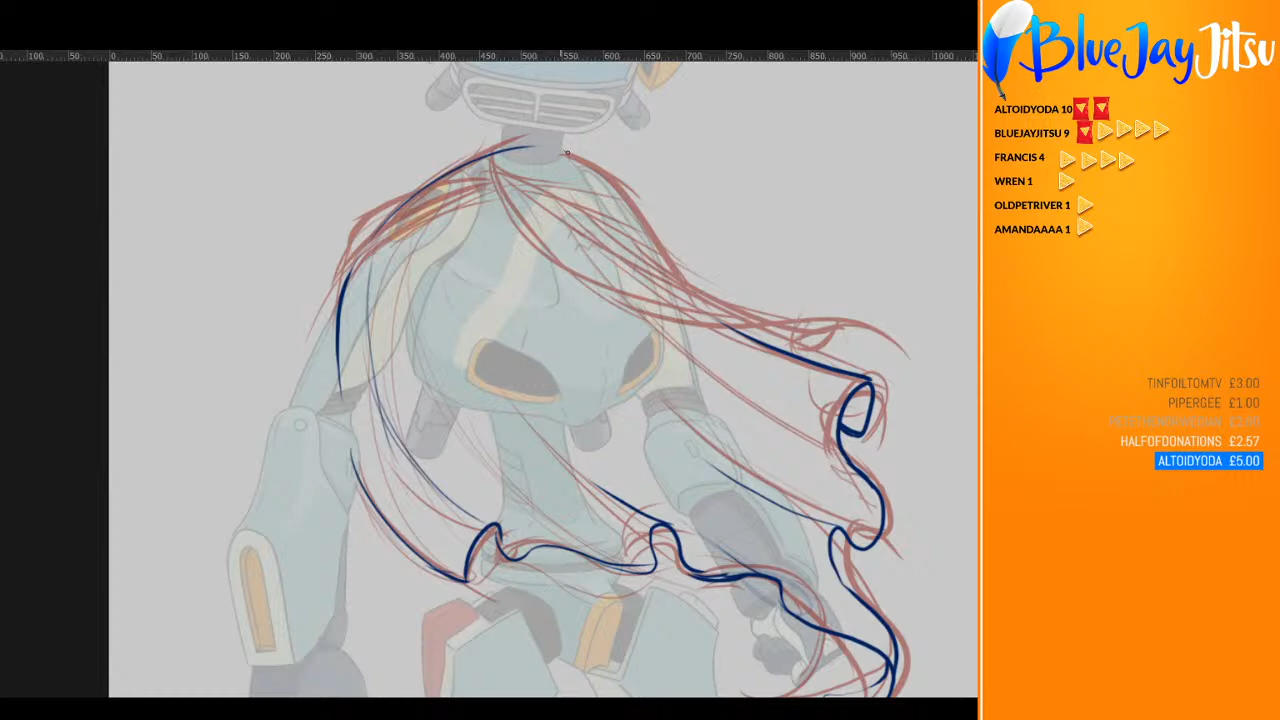 100 50 0 50 100 150 200 250 300 350 400 450 500 550 600 650 700 750 800 850 900 950 1000
BlueJayJitsu
ALTOIDYODA 10
BLUEJAYJITSU 9
FRANCIS 4
WREN 1
OLDPETRIVER 1
AMANDAAAA 1
TINFOILTOMTV £3.00
PIPERGEE £1.00
HALFOFDONATIONS £2.57
ALTOIDYODA £5.00